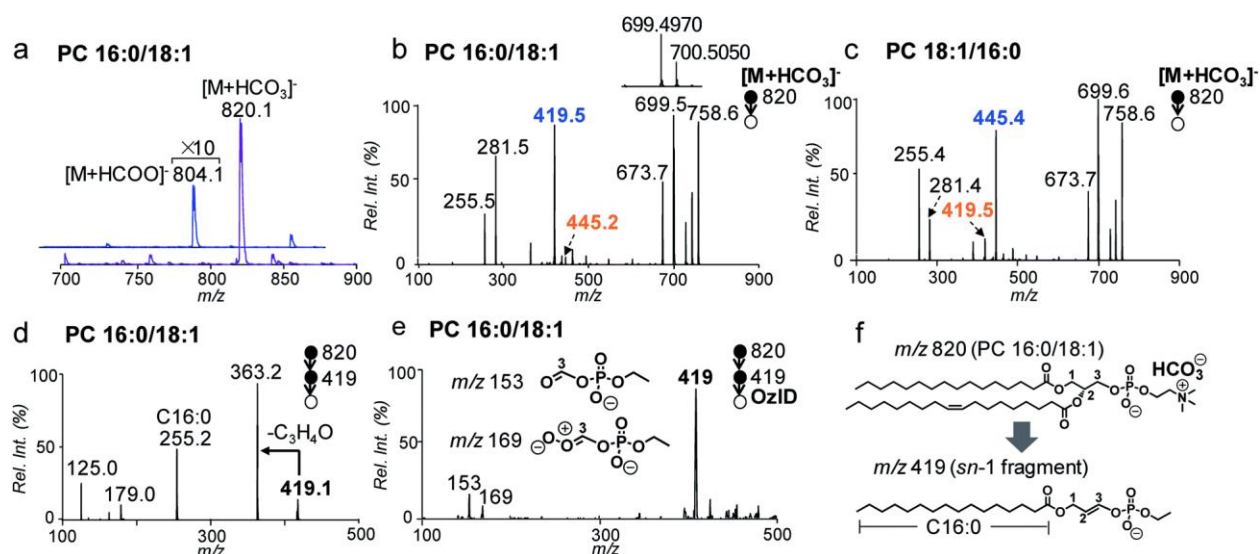 a PC 16:0/18:1
[M+HCO₃]⁻
820.1
×10
[M+HCOO]⁻ 804.1
700 750 800 850 900
m/z
b PC 16:0/18:1
699.4970
700.5050
[M+HCO₃]⁻
820
Rel. Int. (%)
100
50
0
255.5
281.5
419.5
445.2
673.7
699.5
758.6
100 300 500 700 900
m/z
c PC 18:1/16:0
[M+HCO₃]⁻
820
Rel. Int. (%)
100
50
0
255.4
281.4
419.5
445.4
673.7
699.6
758.6
100 300 500 700 900
m/z
d PC 16:0/18:1
820
419
Rel. Int. (%)
100
50
0
125.0
179.0
C16:0
255.2
363.2
-C₃H₄O
419.1
100 300 500
m/z
e PC 16:0/18:1
820
419
OzID
Rel. Int. (%)
100
50
0
m/z 153
3
O O P O O ⊖
m/z 169
⊖ O O ⊕ 3 O O P O O ⊖
153
169
419
300 500
m/z
f m/z 820 (PC 16:0/18:1)
HCO₃⊖
O O 1 2 3 O O P O O ⊖ N ⊕
O O
m/z 419 (sn-1 fragment)
O O 1 2 3 O O P O O ⊖
C16:0